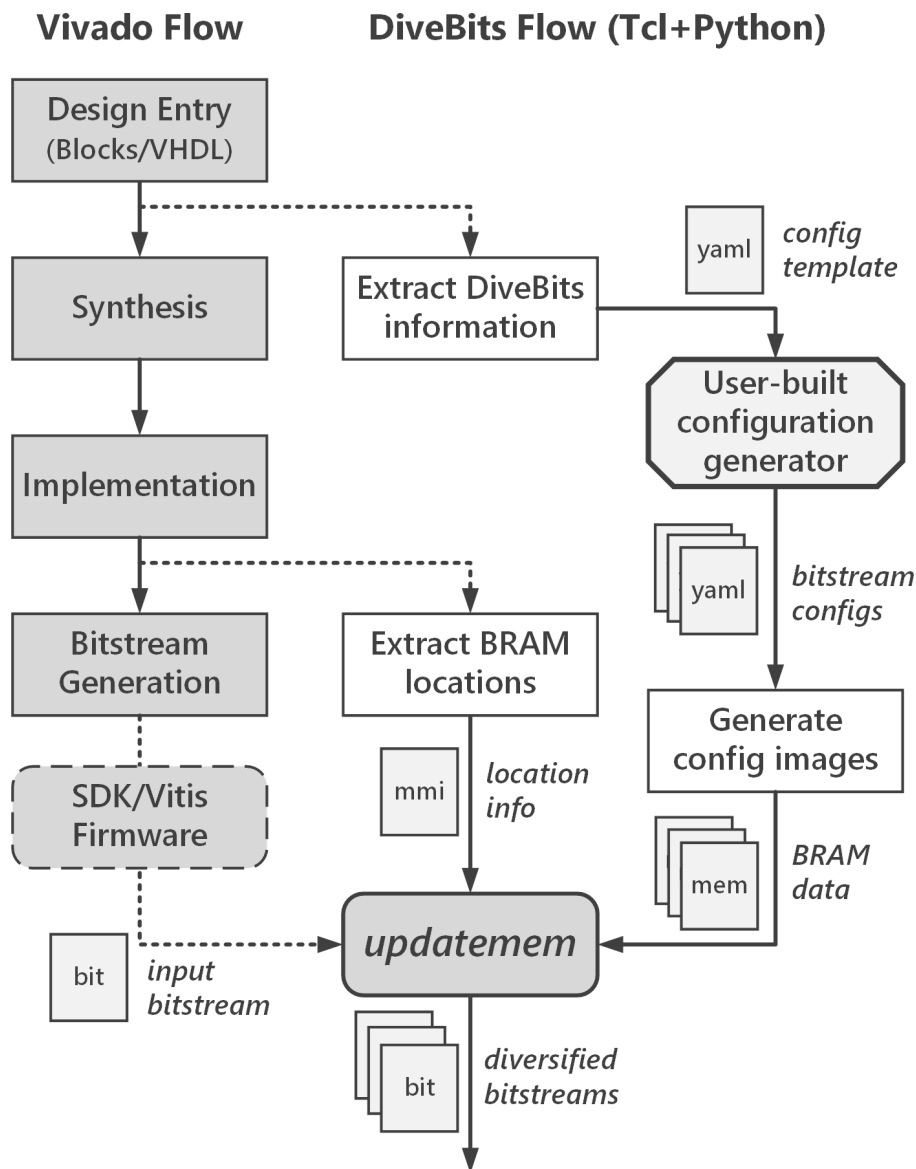 Vivado Flow
DiveBits Flow (Tcl+Python)
Design Entry
(Blocks/VHDL)
yaml
config
template
Synthesis
Extract DiveBits
information
User-built
configuration
generator
Implementation
yaml
bitstream
configs
Bitstream
Generation
Extract BRAM
locations
Generate
config images
SDK/Vitis
Firmware
mmi
location
info
mem
BRAM
data
updatemem
bit
input
bitstream
bit
diversified
bitstreams